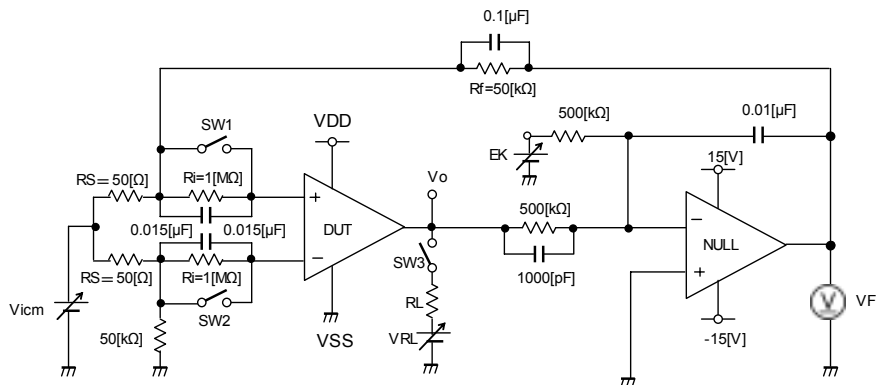 0.1[μF]
Rf=50[kΩ]
500[kΩ]
0.01[μF]
SW1
VDD
EK
15[V]
RS=50[Ω]
Ri=1[MΩ]
Vo
0.015[μF]
0.015[μF]
DUT
500[kΩ]
NULL
RS=50[Ω]
Ri=1[MΩ]
SW3
1000[pF]
Vicm
SW2
RL
V
VF
50[kΩ]
VSS
VRL
-15[V]
+
−
−
+